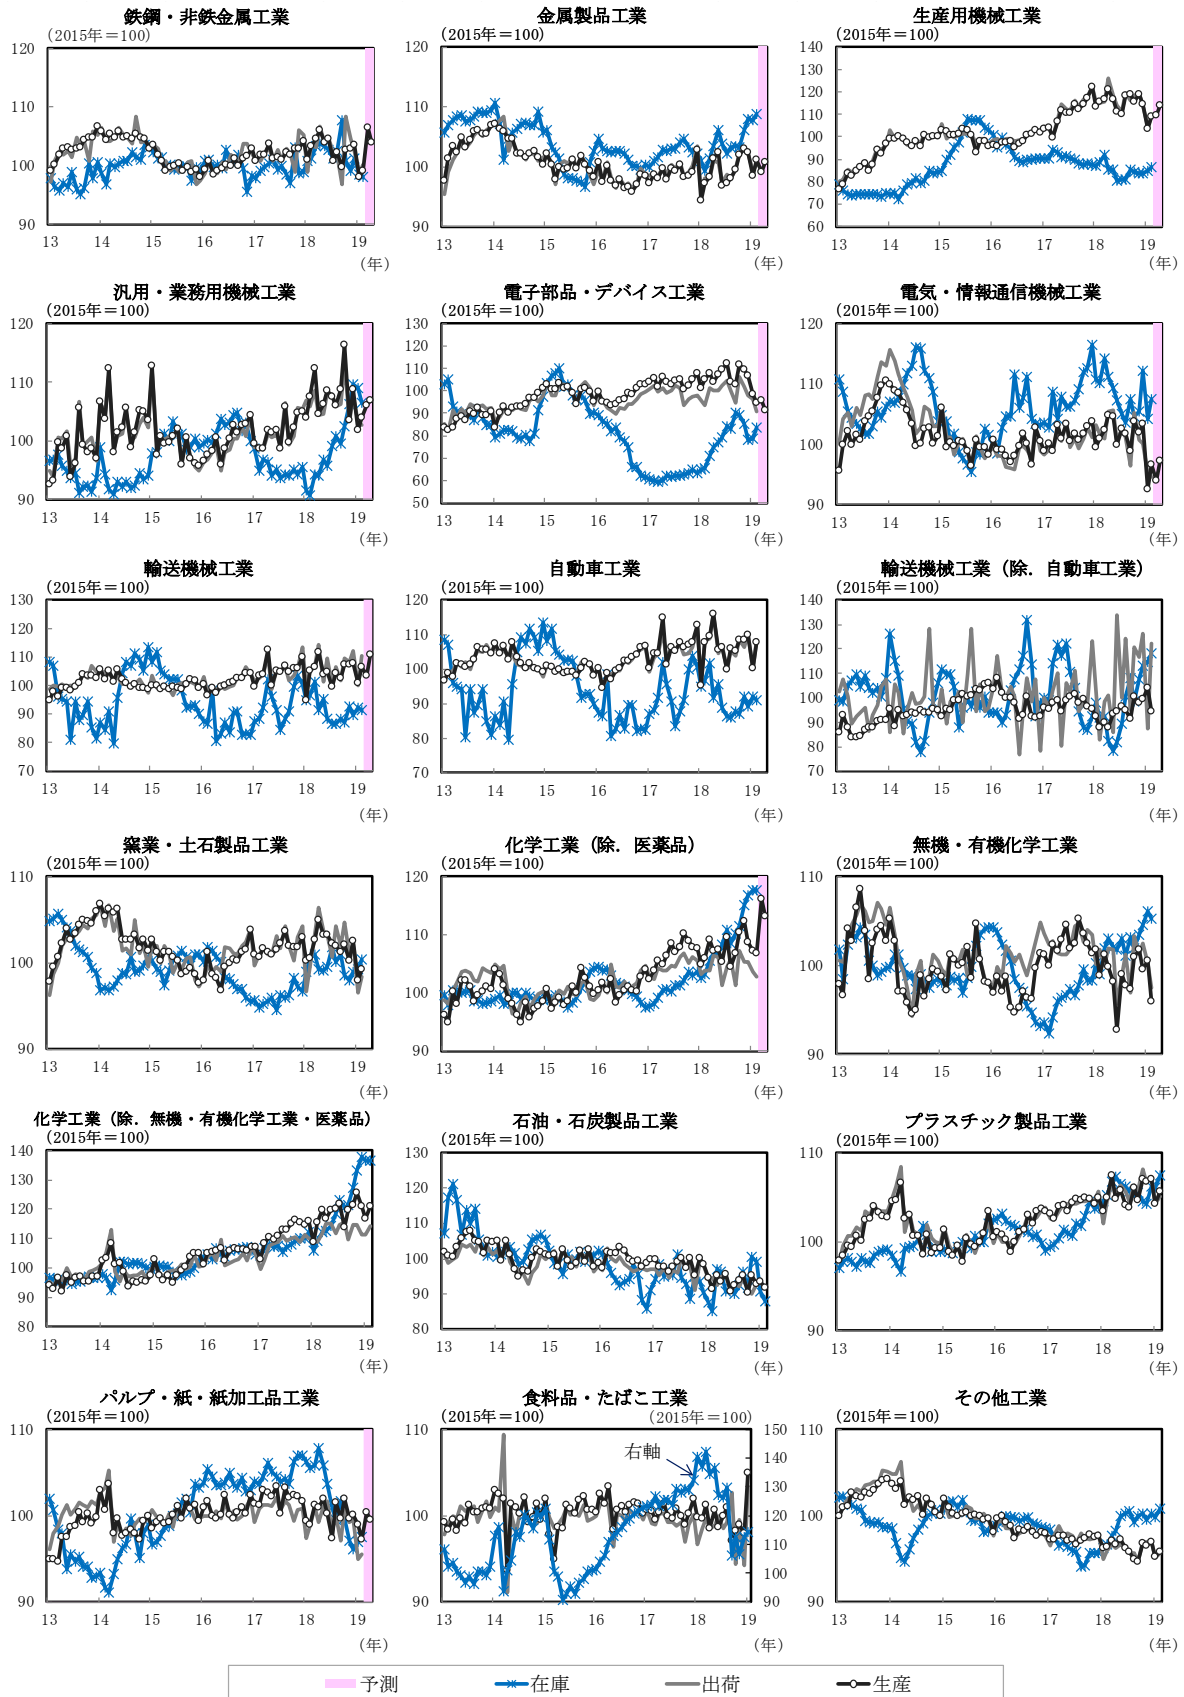 鉄鋼・非鉄金属工業 金属製品工業 生産用機械工業
(2015年＝100) (2015年＝100) (2015年＝100)
120 120 140
130
110 110 120
110
100 100 100
90
80
70
90 90 60
13 14 15 16 17 18 19 13 14 15 16 17 18 19 13 14 15 16 17 18 19
(年) (年) (年)
汎用・業務用機械工業 電子部品・デバイス工業 電気・情報通信機械工業
(2015年＝100) (2015年＝100) (2015年＝100)
120 130 120
120
110 110 110
100
100 90 100
80
70
60
90 50 90
13 14 15 16 17 18 19 13 14 15 16 17 18 19 13 14 15 16 17 18 19
(年) (年) (年)
輸送機械工業 自動車工業 輸送機械工業（除．自動車工業）
(2015年＝100) (2015年＝100) (2015年＝100)
130 120 140
120 110 130
110 120
100 100 110
90 90 100
80 80 90
80
70 70 70
13 14 15 16 17 18 19 13 14 15 16 17 18 19 13 14 15 16 17 18 19
(年) (年) (年)
窯業・土石製品工業 化学工業（除．医薬品） 無機・有機化学工業
(2015年＝100) (2015年＝100) (2015年＝100)
110 120 110
110
100 100 100
90 90 90
13 14 15 16 17 18 19 13 14 15 16 17 18 19 13 14 15 16 17 18 19
(年) (年) (年)
化学工業（除．無機・有機化学工業・医薬品） 石油・石炭製品工業 プラスチック製品工業
(2015年＝100) (2015年＝100) (2015年＝100)
140 130 110
130 120
120 110
110 100 100
100
90 90
80 80 90
13 14 15 16 17 18 19 13 14 15 16 17 18 19 13 14 15 16 17 18 19
(年) (年) (年)
パルプ・紙・紙加工品工業 食料品・たばこ工業 その他工業
(2015年＝100) (2015年＝100) (2015年＝100) (2015年＝100)
110 110 150 110
右軸 140
130
100 100 120 100
110
100
90 90 90 90
13 14 15 16 17 18 19 13 14 15 16 17 18 19 13 14 15 16 17 18 19
(年) (年) (年)
予測 在庫 出荷 生産